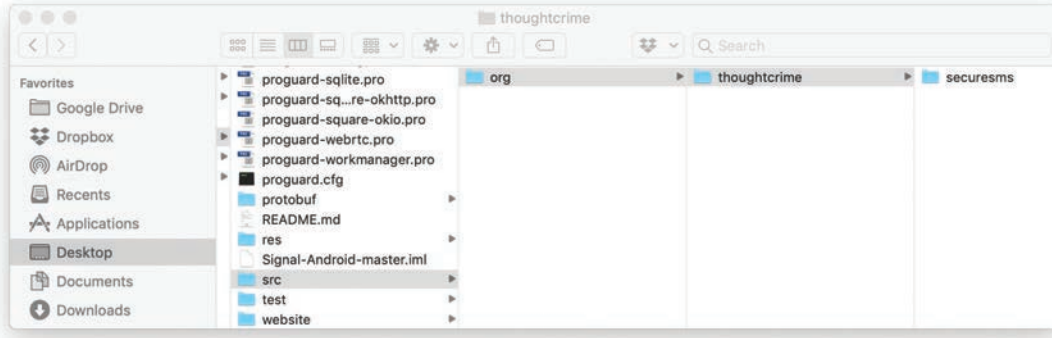 thoughtcrime
Search
Favorites
Google Drive
Dropbox
AirDrop
Recents
Applications
Desktop
Documents
Downloads
proguard-sqlite.pro
proguard-sq...re-okhttp.pro
proguard-square-okio.pro
proguard-webrtc.pro
proguard-workmanager.pro
proguard.cfg
protobuf
README.md
res
Signal-Android-master.iml
src
test
website
org
thoughtcrime
securesms